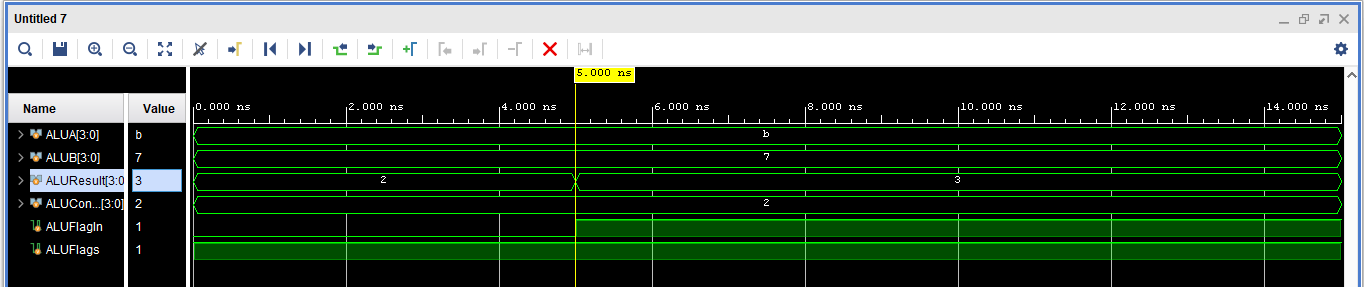 Untitled 7
5.000 ns
Name Value 0.000 ns 2.000 ns 4.000 ns 6.000 ns 8.000 ns 10.000 ns 12.000 ns 14.000 ns
ALUA[3:0] b b
ALUB[3:0] 7 7
ALUResult[3:0 3 2 3
ALUCon...[3:0] 2 2
ALUFlagIn 1
ALUFlags 1